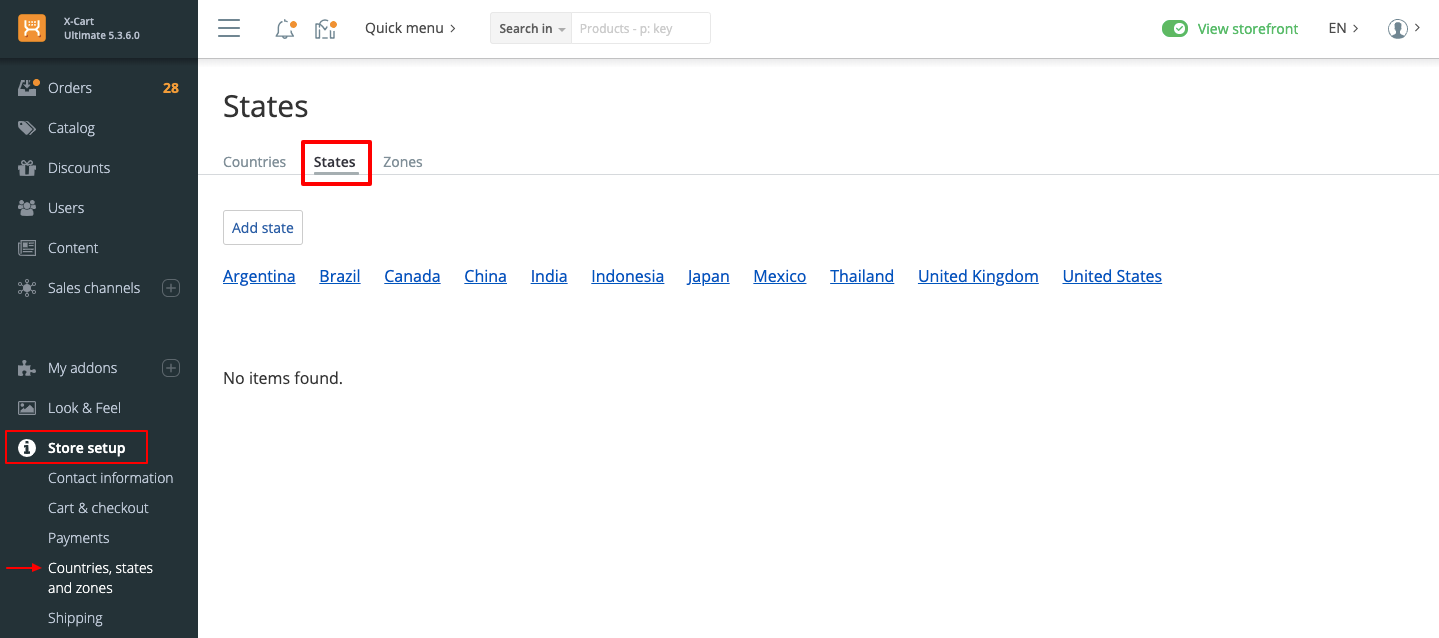 X-Cart
Ultimate 5.3.6.0
Quick menu
Search in
Products - p: key
View storefront
EN
Orders 28
Catalog
Discounts
Users
Content
Sales channels
My addons
Look & Feel
Store setup
Contact information
Cart & checkout
Payments
Countries, states
and zones
Shipping
States
Countries States Zones
Add state
Argentina Brazil Canada China India Indonesia Japan Mexico Thailand United Kingdom United States
No items found.